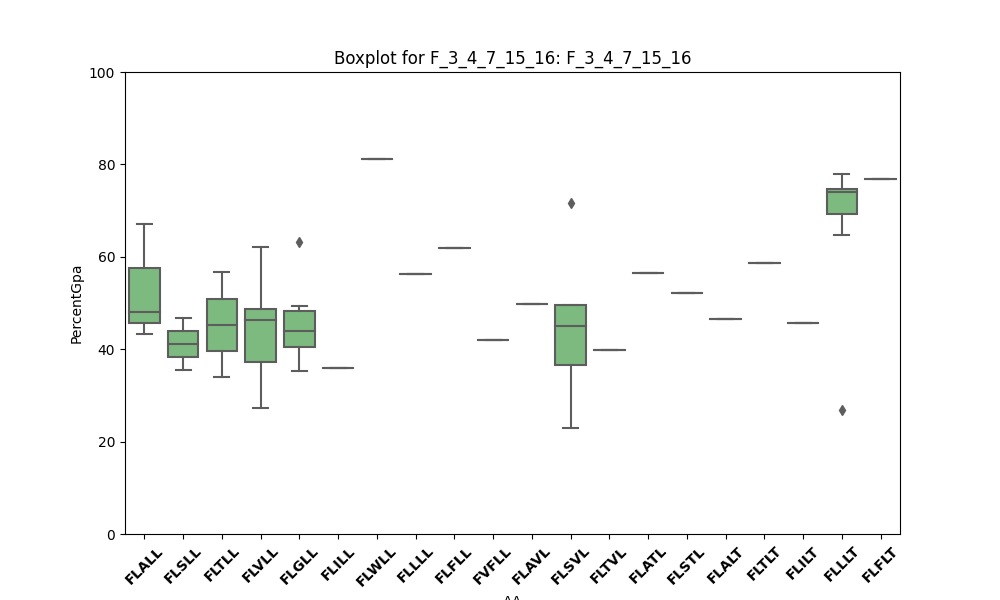 Boxplot for F_3_4_7_15_16: F_3_4_7_15_16
PercentGpa
100
80
60
40
20
0
FLALL FLSLL FLTLL FLVLL FLGLL FLILL FLWLL FLLLL FLFLL FVFLL FLAVL FLSVL FLTVL FLATL FLSTL FLALT FLTLT FLILT FLLLT FLFLT
AA